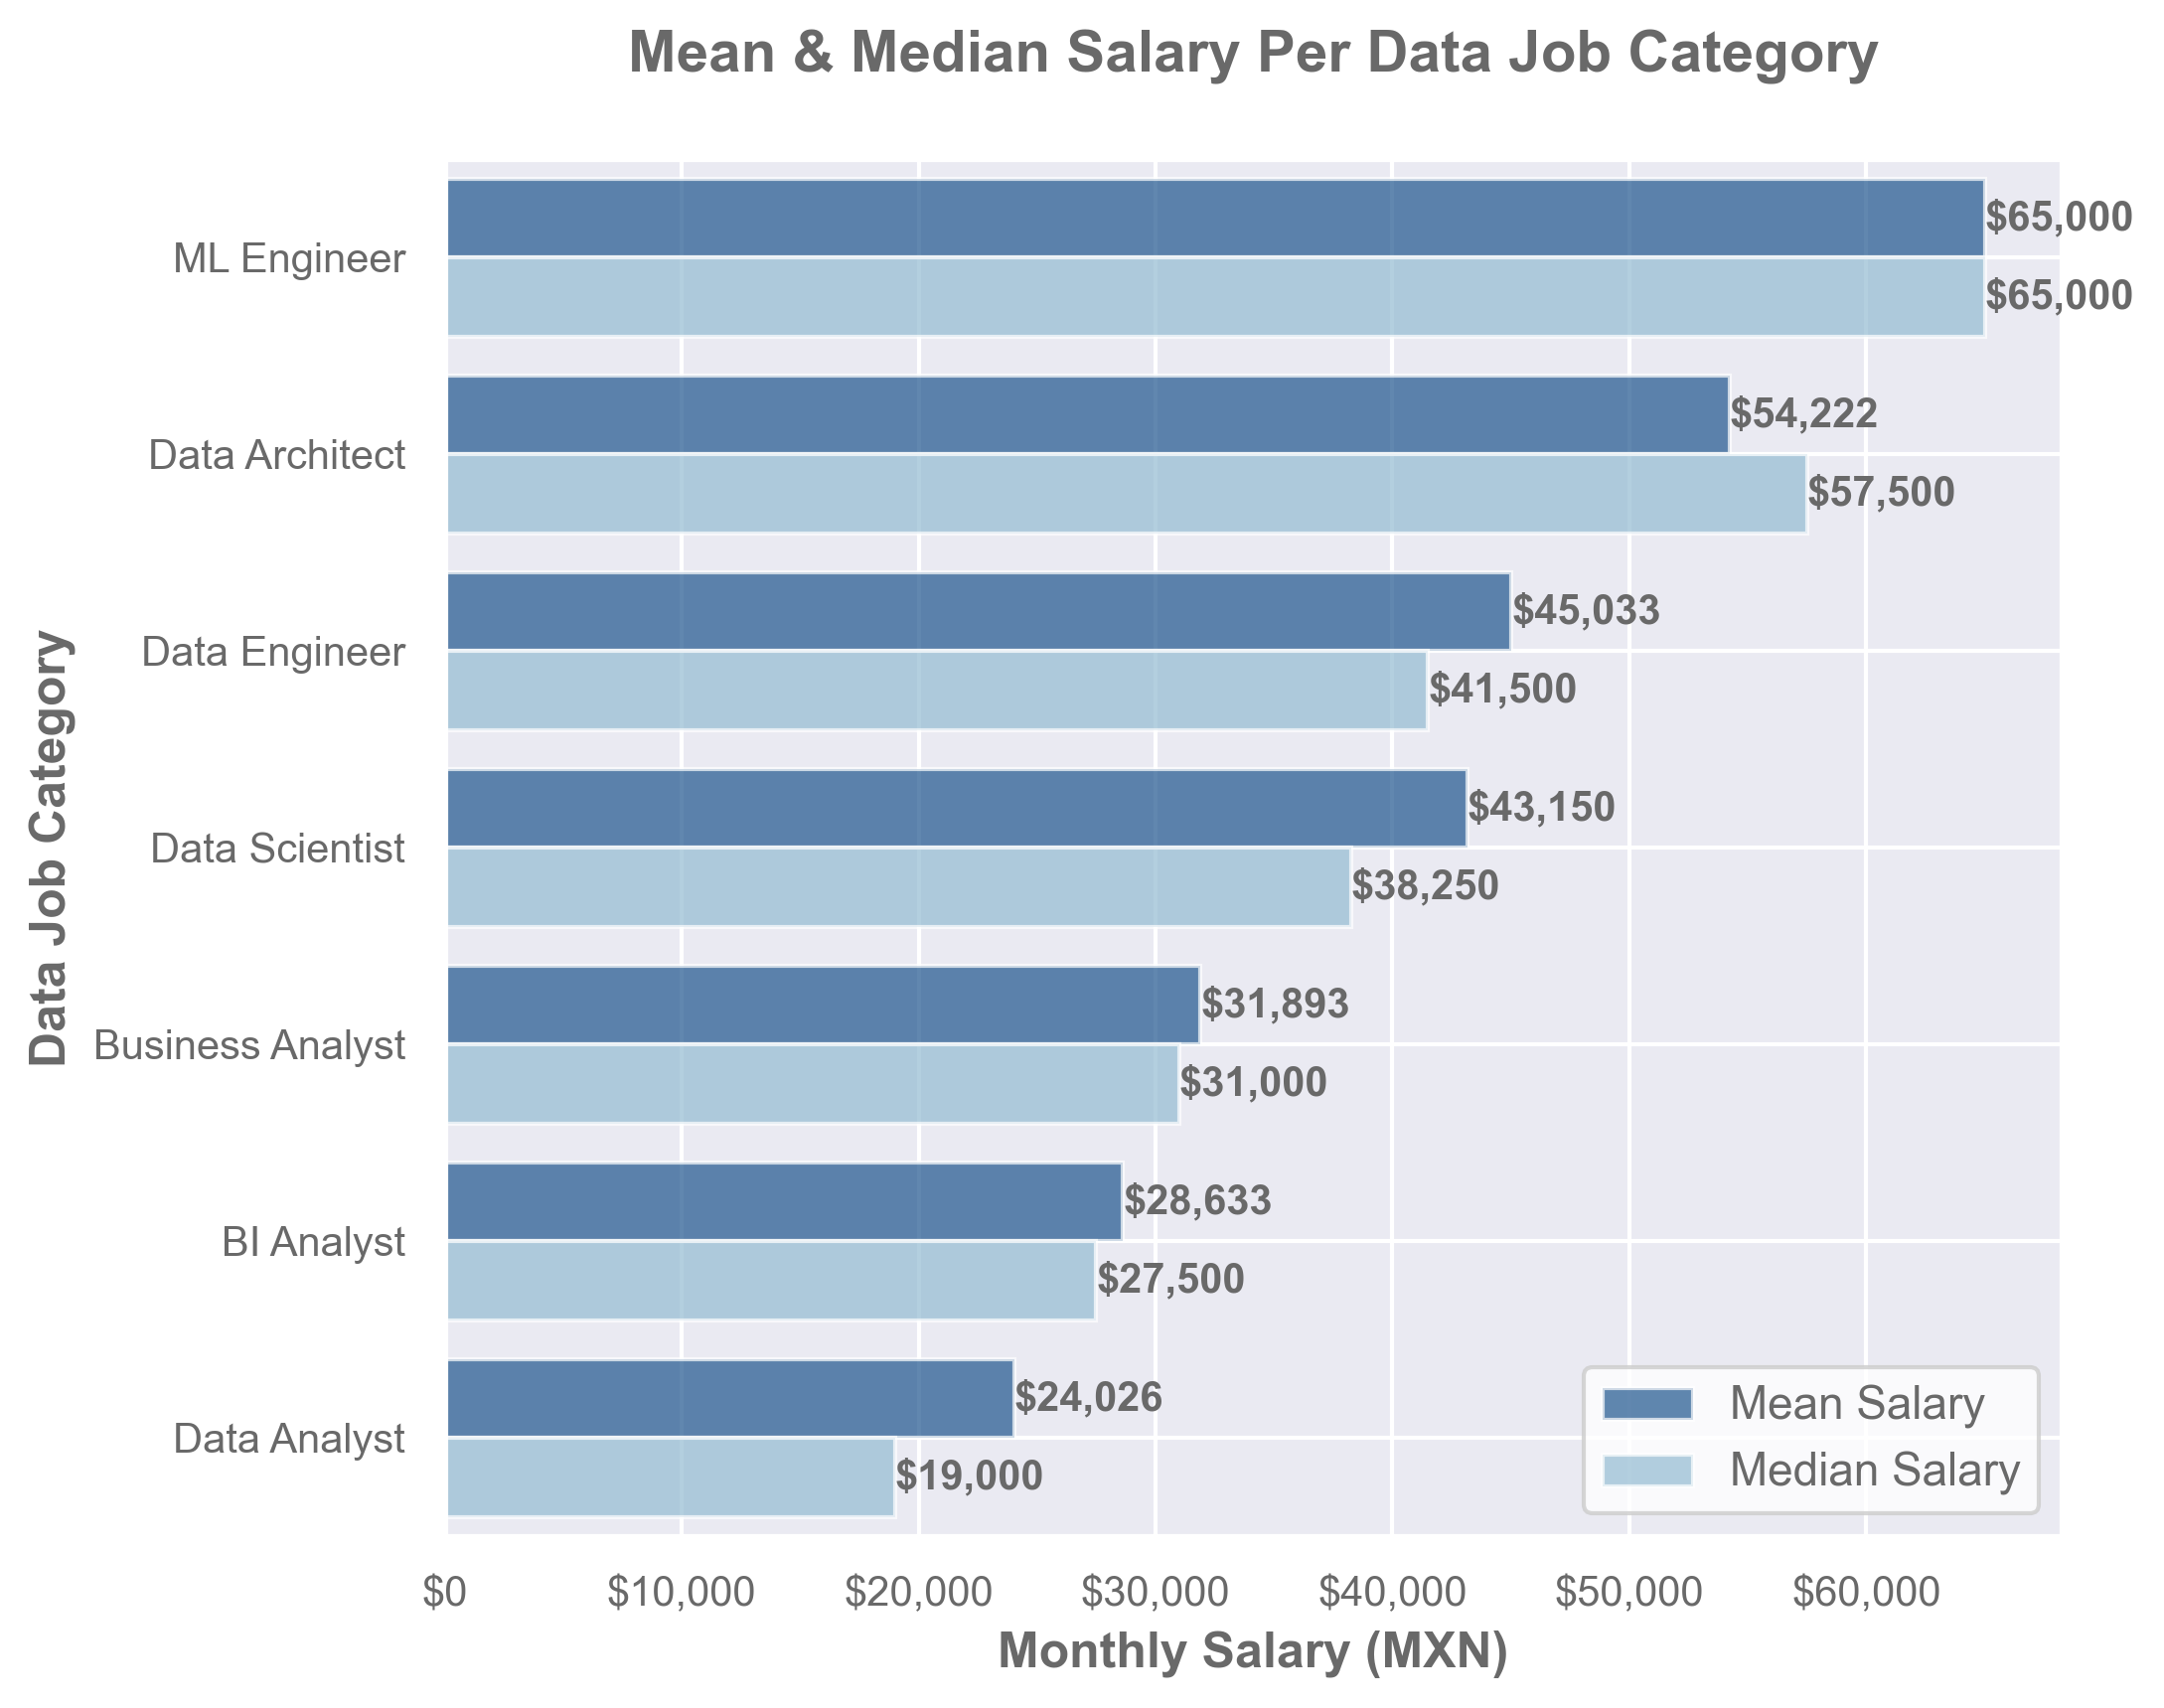 Mean & Median Salary Per Data Job Category
Data Job Category
ML Engineer
$65,000
$65,000
Data Architect
$54,222
$57,500
Data Engineer
$45,033
$41,500
Data Scientist
$43,150
$38,250
Business Analyst
$31,893
$31,000
BI Analyst
$28,633
$27,500
Data Analyst
$24,026
$19,000
Mean Salary
Median Salary
$0 $10,000 $20,000 $30,000 $40,000 $50,000 $60,000
Monthly Salary (MXN)